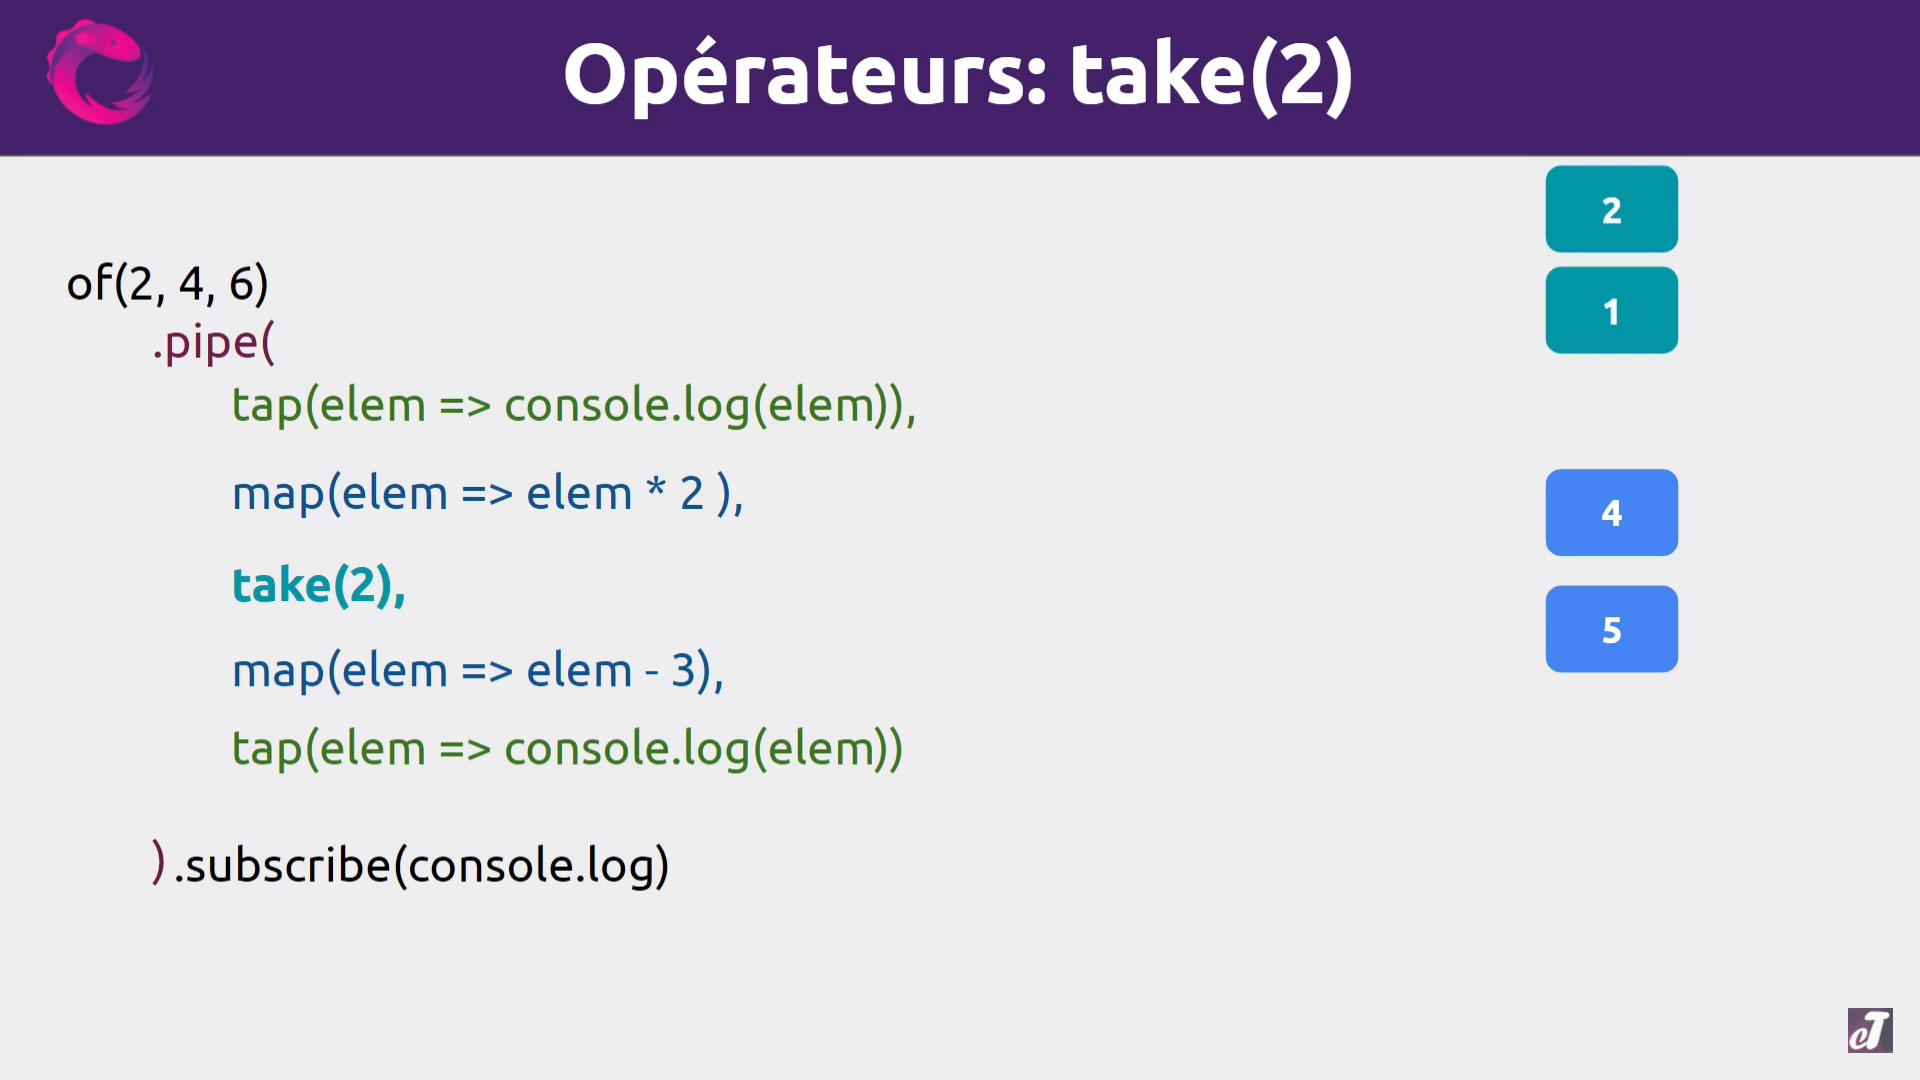 Opérateurs: take(2)
of(2, 4, 6)
.pipe(
tap(elem => console.log(elem)),
map(elem => elem * 2 ),
take(2),
map(elem => elem - 3),
tap(elem => console.log(elem))
).subscribe(console.log)
2
1
4
5
cT